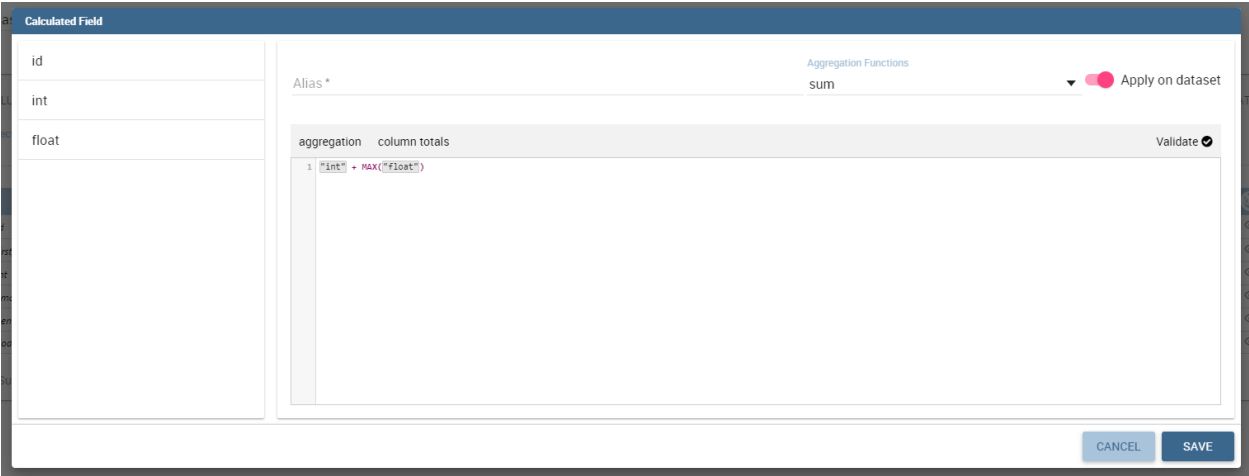 Calculated Field
id
int
float
Alias *
Aggregation Functions
sum
Apply on dataset
aggregation column totals Validate
1 "int" + MAX("float")
CANCEL SAVE